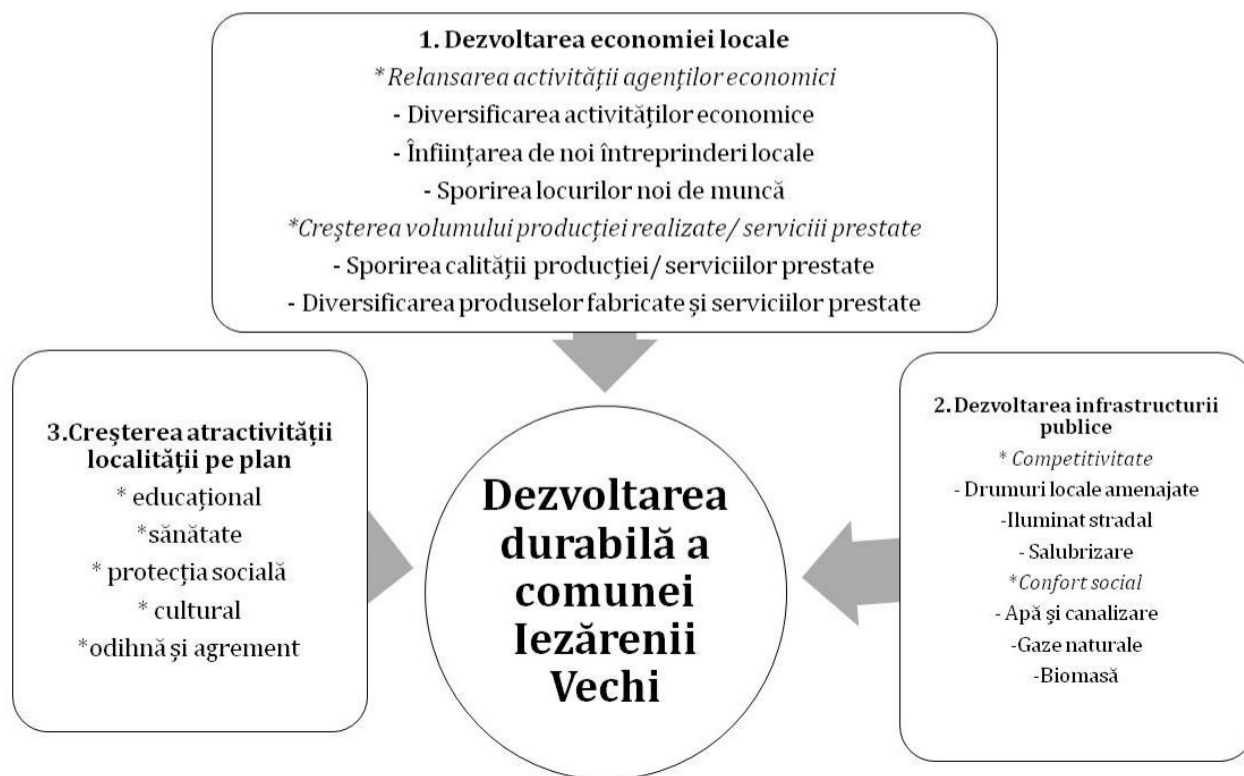 1. Dezvoltarea economiei locale
*Relansarea activității agenților economici
- Diversificarea activităților economice
- Înființarea de noi întreprinderi locale
- Sporirea locurilor noi de muncă
*Creșterea volumului producției realizate/ serviciii prestate
- Sporirea calității producției/ serviciilor prestate
- Diversificarea produselor fabricate și serviciilor prestate
2. Dezvoltarea infrastructurii
publice
* Competitivitate
- Drumuri locale amenajate
-Iluminat stradal
- Salubrizare
*Confort social
- Apă și canalizare
-Gaze naturale
-Biomasă
3.Creșterea atractivității
localității pe plan
* educațional
*sănătate
* protecția socială
* cultural
*odihnă și agrement
Dezvoltarea
durabilă a
comunei
Iezărenii
Vechi